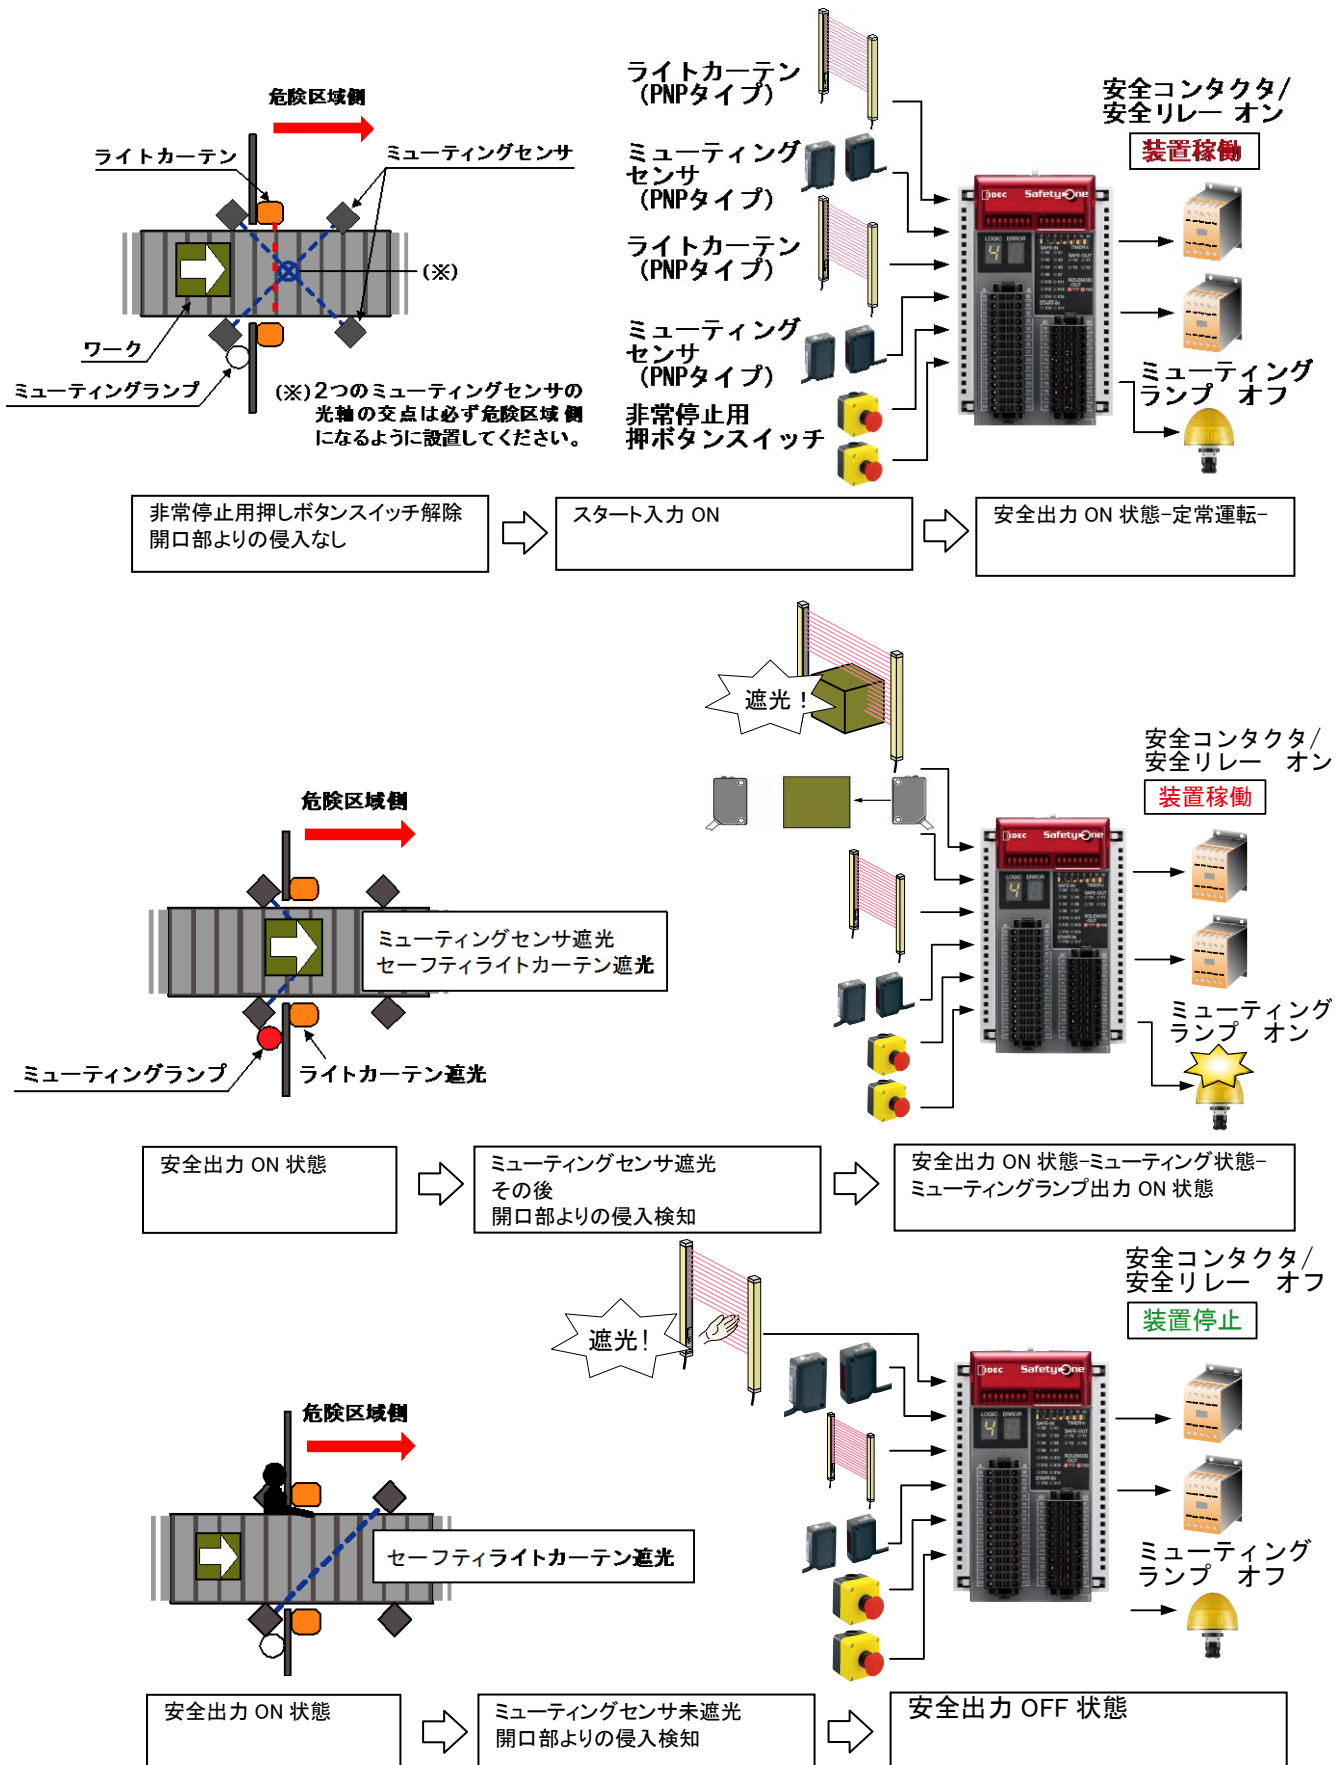 危険区域側
ライトカーテン
ミューティングセンサ
(※)
ワーク
ミューティングランプ
(※)2つのミューティングセンサの
光軸の交点は必ず危険区域側
になるように設置してください。
ライトカーテン
(PNPタイプ)
ミューティング
センサ
(PNPタイプ)
ライトカーテン
(PNPタイプ)
ミューティング
センサ
(PNPタイプ)
非常停止用
押ボタンスイッチ
IDEC SafetyOne
LOGIC ERROR
4
安全コンタクタ/
安全リレー オン
装置稼働
ミューティング
ランプ オフ
非常停止用押しボタンスイッチ解除
開口部よりの侵入なし
スタート入力 ON
安全出力 ON 状態-定常運転-
遮光!
危険区域側
ミューティングセンサ遮光
セーフティライトカーテン遮光
ミューティングランプ
ライトカーテン遮光
IDEC SafetyOne
LOGIC ERROR
4
安全コンタクタ/
安全リレー オン
装置稼働
ミューティング
ランプ オン
安全出力 ON 状態
ミューティングセンサ遮光
その後
開口部よりの侵入検知
安全出力 ON 状態-ミューティング状態-
ミューティングランプ出力 ON 状態
遮光!
危険区域側
セーフティライトカーテン遮光
IDEC SafetyOne
LOGIC ERROR
4
安全コンタクタ/
安全リレー オフ
装置停止
ミューティング
ランプ オフ
安全出力 ON 状態
ミューティングセンサ未遮光
開口部よりの侵入検知
安全出力 OFF 状態